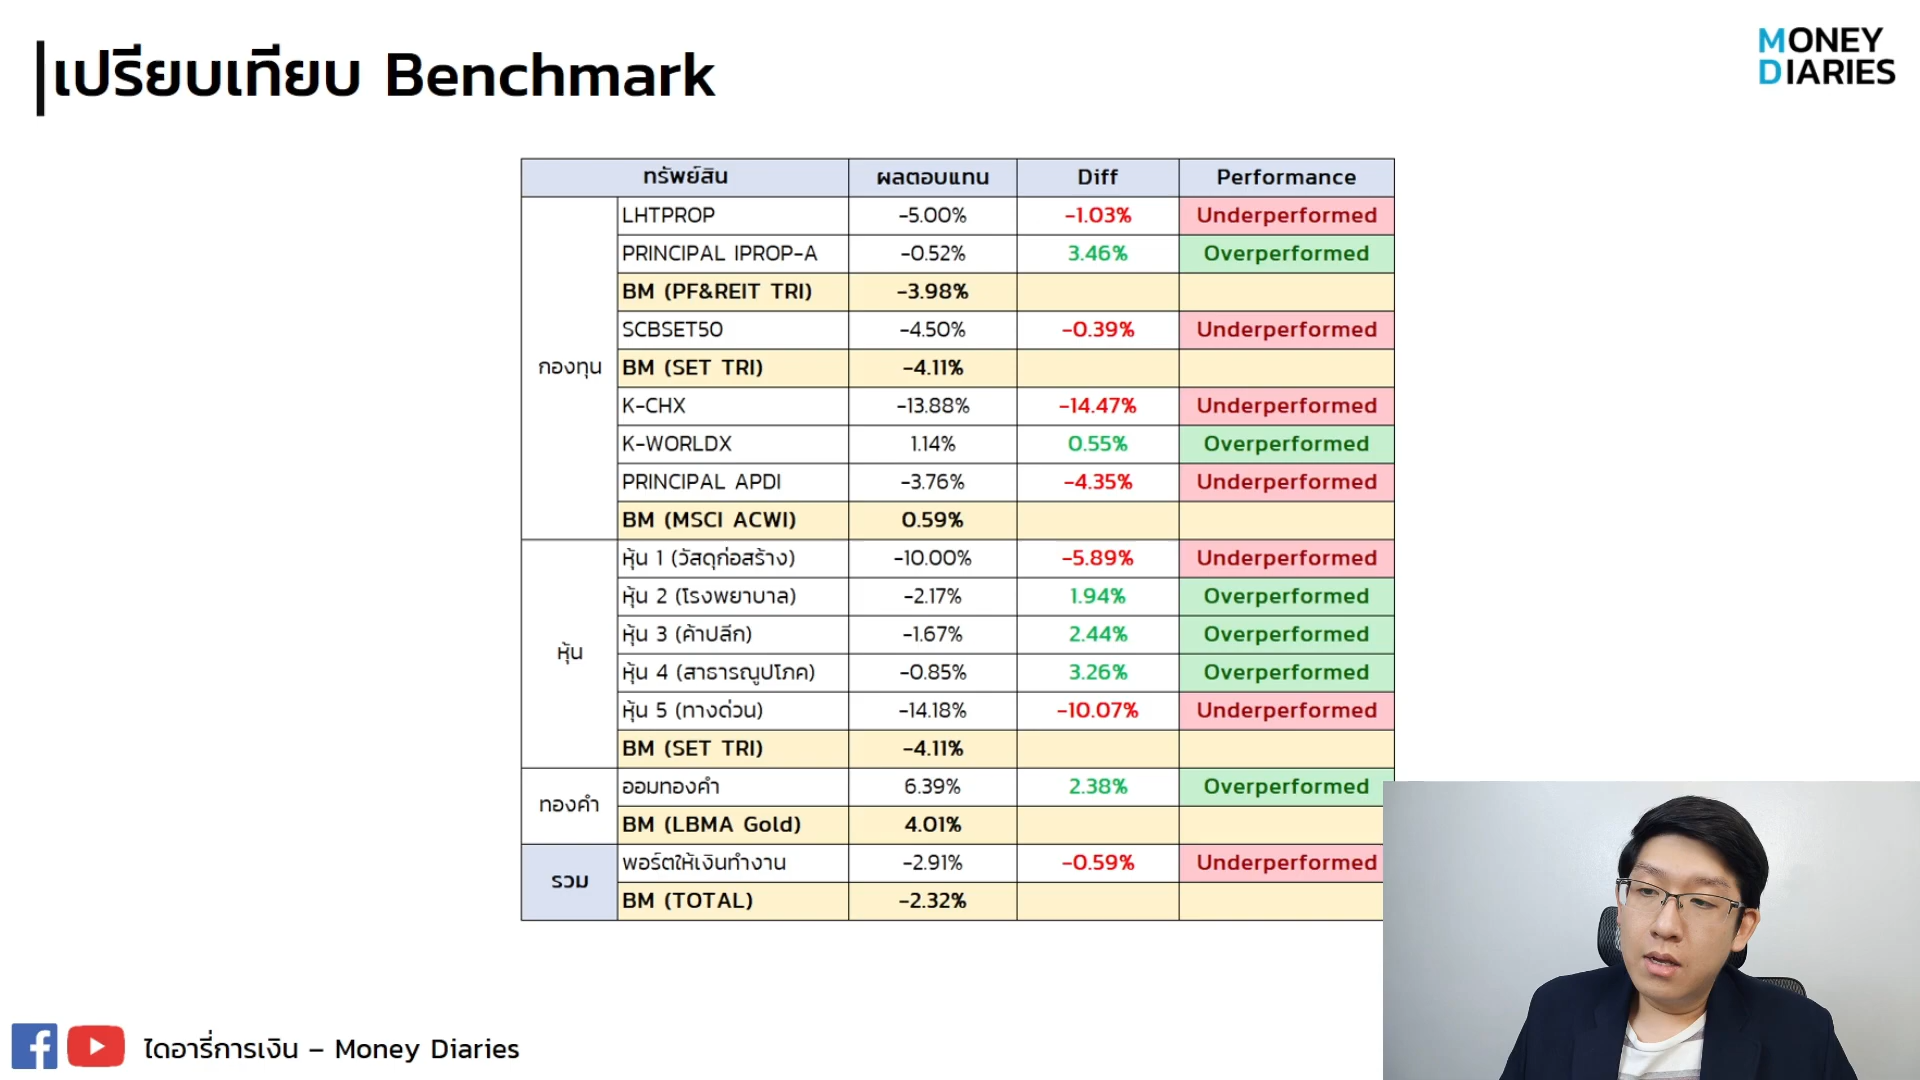 เปรียบเทียบ Benchmark
MONEY
DIARIES
ทรัพย์สิน ผลตอบแทน Diff Performance
กองทุน
LHTPROP -5.00% -1.03% Underperformed
PRINCIPAL IPROP-A -0.52% 3.46% Overperformed
BM (PF&REIT TRI) -3.98%
SCBSET50 -4.50% -0.39% Underperformed
BM (SET TRI) -4.11%
K-CHX -13.88% -14.47% Underperformed
K-WORLDX 1.14% 0.55% Overperformed
PRINCIPAL APDI -3.76% -4.35% Underperformed
BM (MSCI ACWI) 0.59%
หุ้น
หุ้น 1 (วัสดุก่อสร้าง) -10.00% -5.89% Underperformed
หุ้น 2 (โรงพยาบาล) -2.17% 1.94% Overperformed
หุ้น 3 (ค้าปลีก) -1.67% 2.44% Overperformed
หุ้น 4 (สาธารณูปโภค) -0.85% 3.26% Overperformed
หุ้น 5 (ทางด่วน) -14.18% -10.07% Underperformed
BM (SET TRI) -4.11%
ทองคำ
ออมทองคำ 6.39% 2.38% Overperformed
BM (LBMA Gold) 4.01%
รวม
พอร์ตให้เงินทำงาน -2.91% -0.59% Underperformed
BM (TOTAL) -2.32%
ไดอารี่การเงิน – Money Diaries